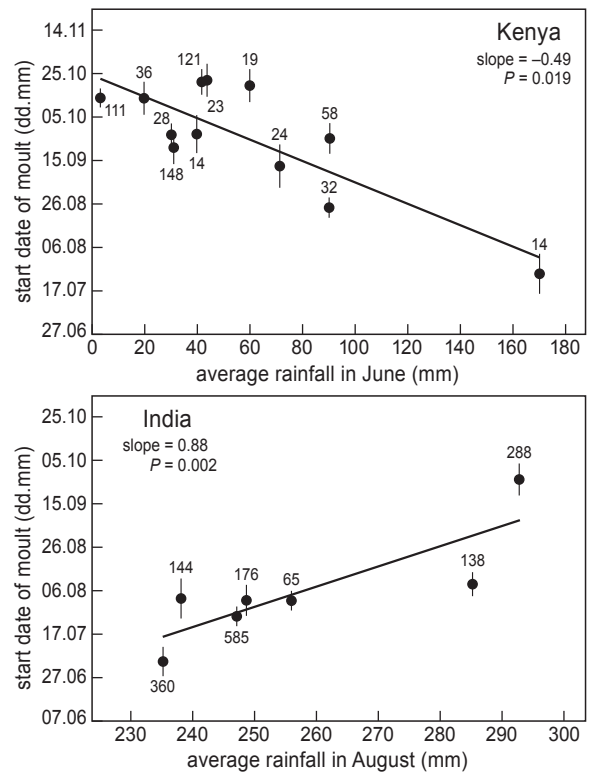 Kenya
slope = –0.49
P = 0.019
start date of moult (dd.mm)
14.11
25.10
05.10
15.09
26.08
06.08
17.07
27.06
111
36
28
148
121
23
14
19
24
58
32
14
0 20 40 60 80 100 120 140 160 180
average rainfall in June (mm)
India
slope = 0.88
P = 0.002
start date of moult (dd.mm)
25.10
05.10
15.09
26.08
06.08
17.07
27.06
07.06
360
144
585
176
65
138
288
230 240 250 260 270 280 290 300
average rainfall in August (mm)